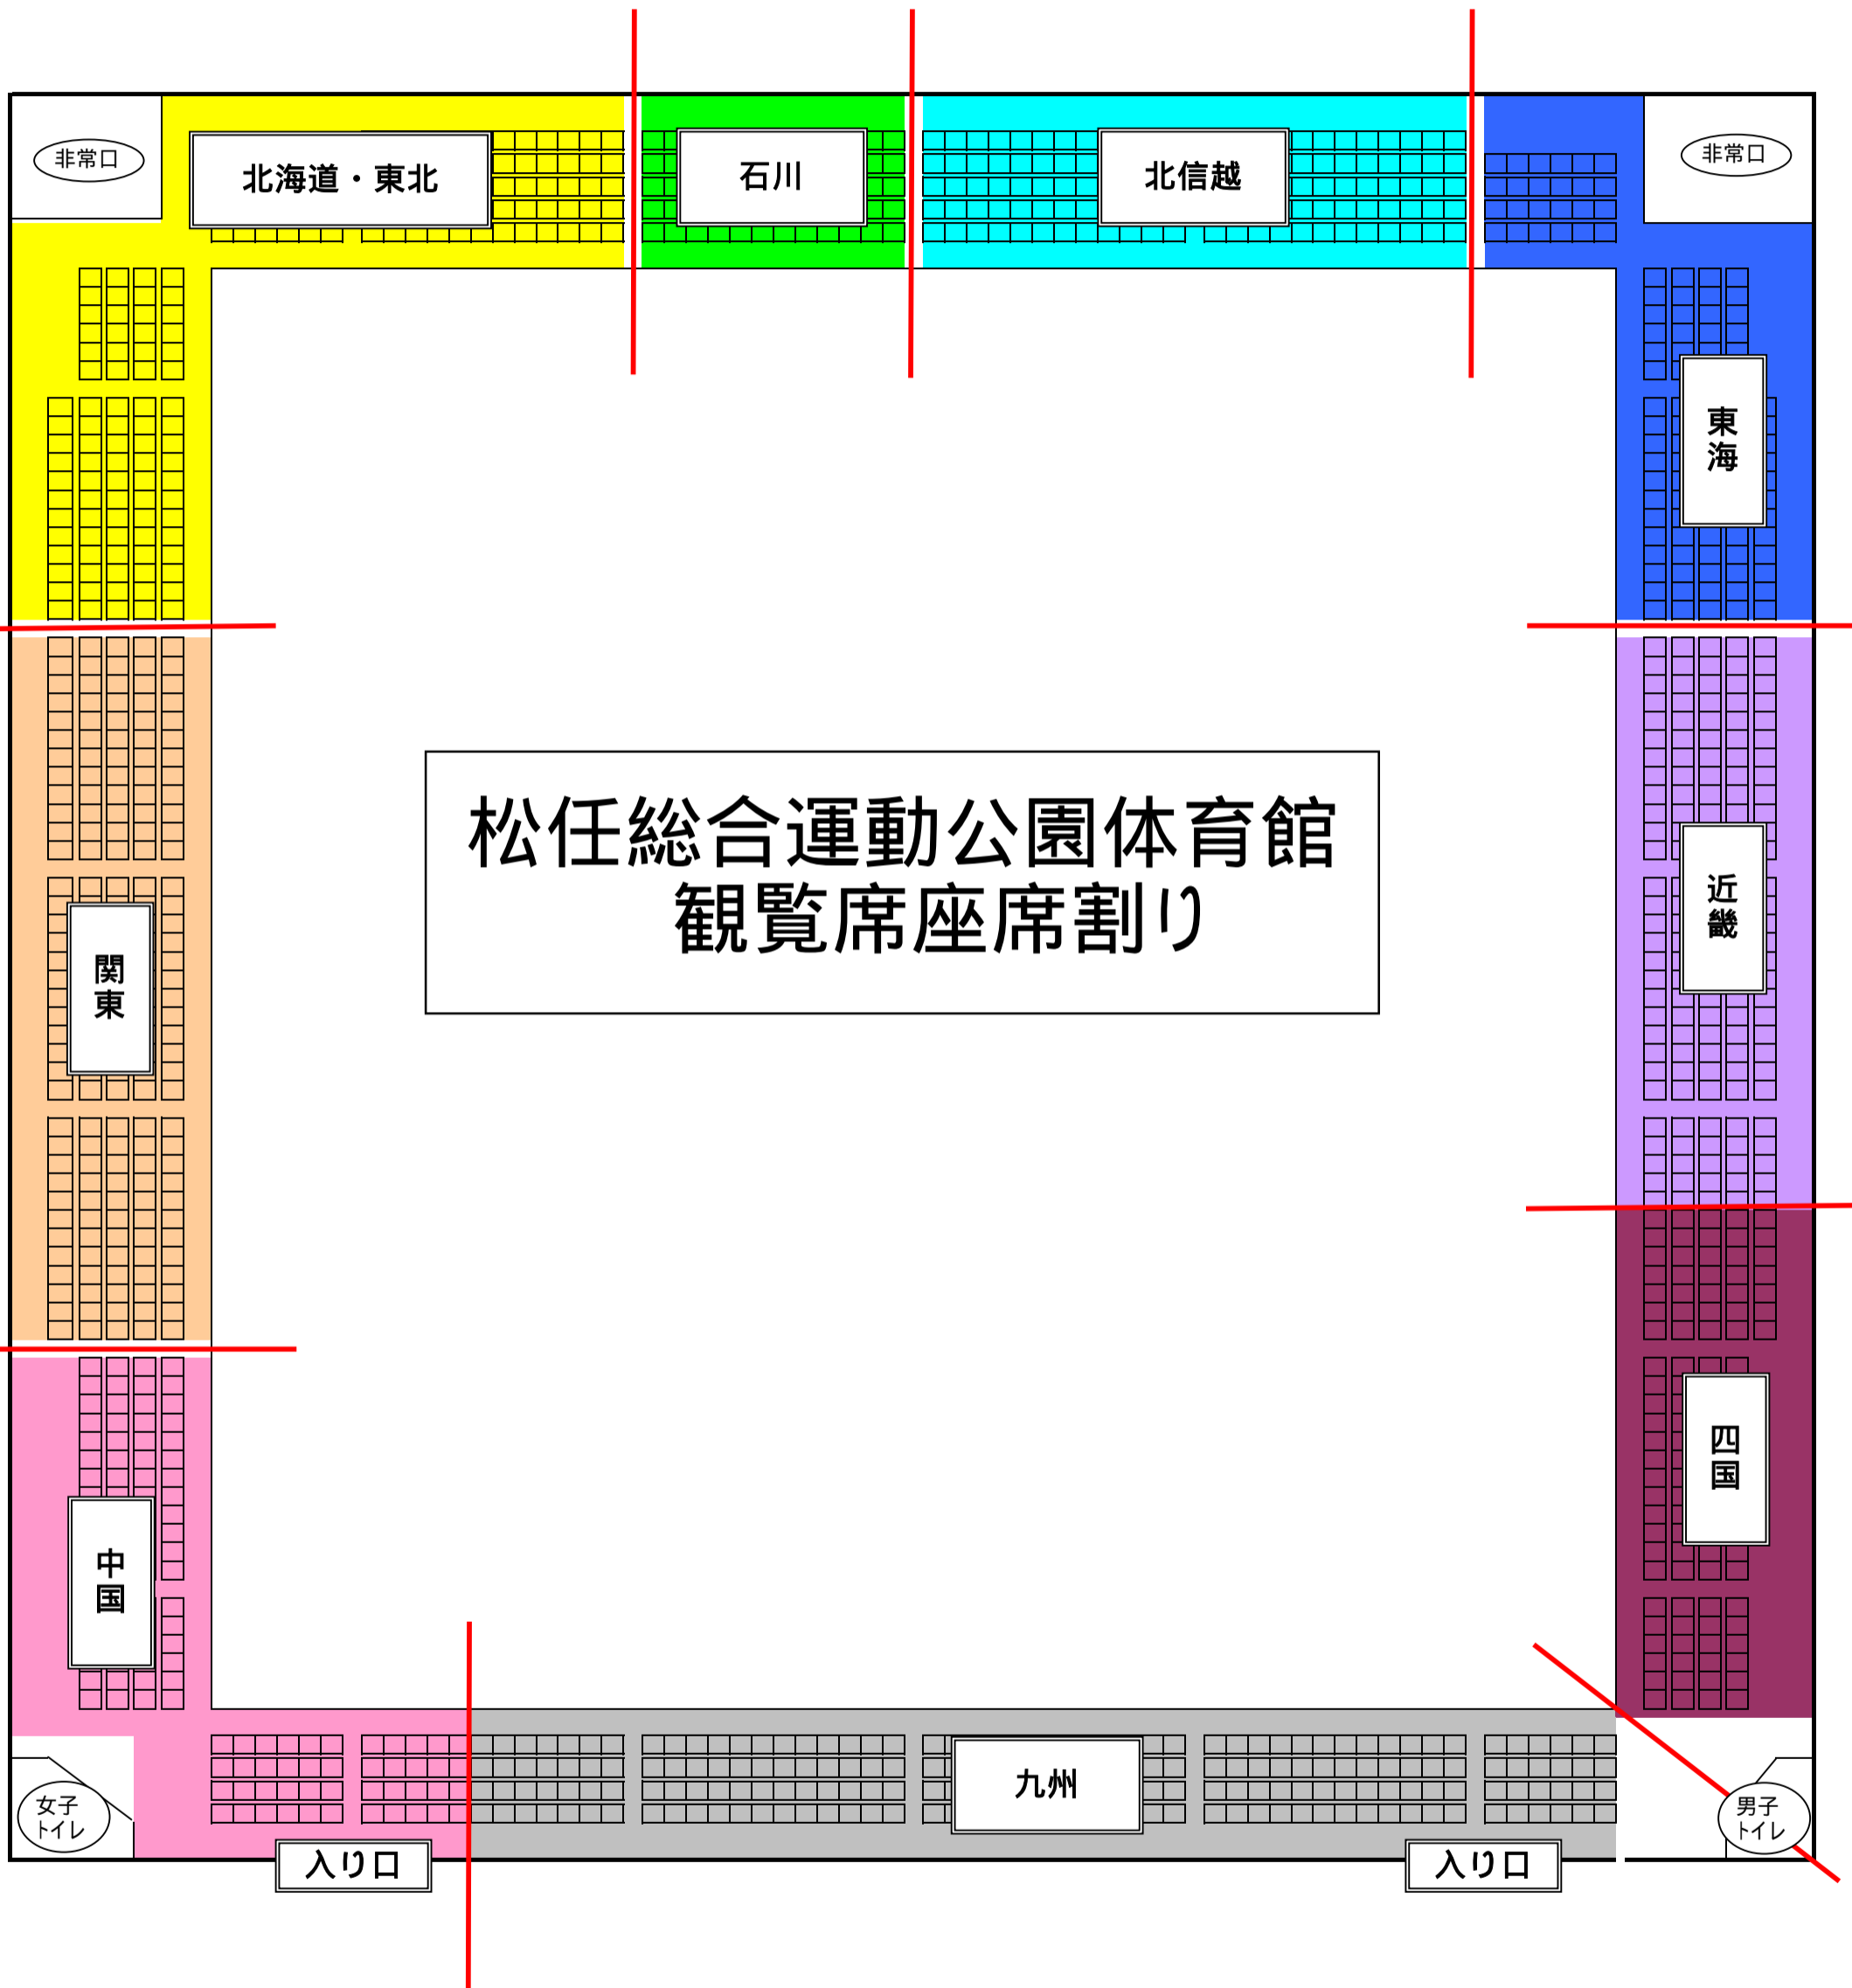 非常口
北海道・東北
石川
北信越
非常口
東海
松任総合運動公園体育館
観覧席座席割り
近畿
関東
四国
中国
九州
女子
トイレ
男子
トイレ
入り口
入り口